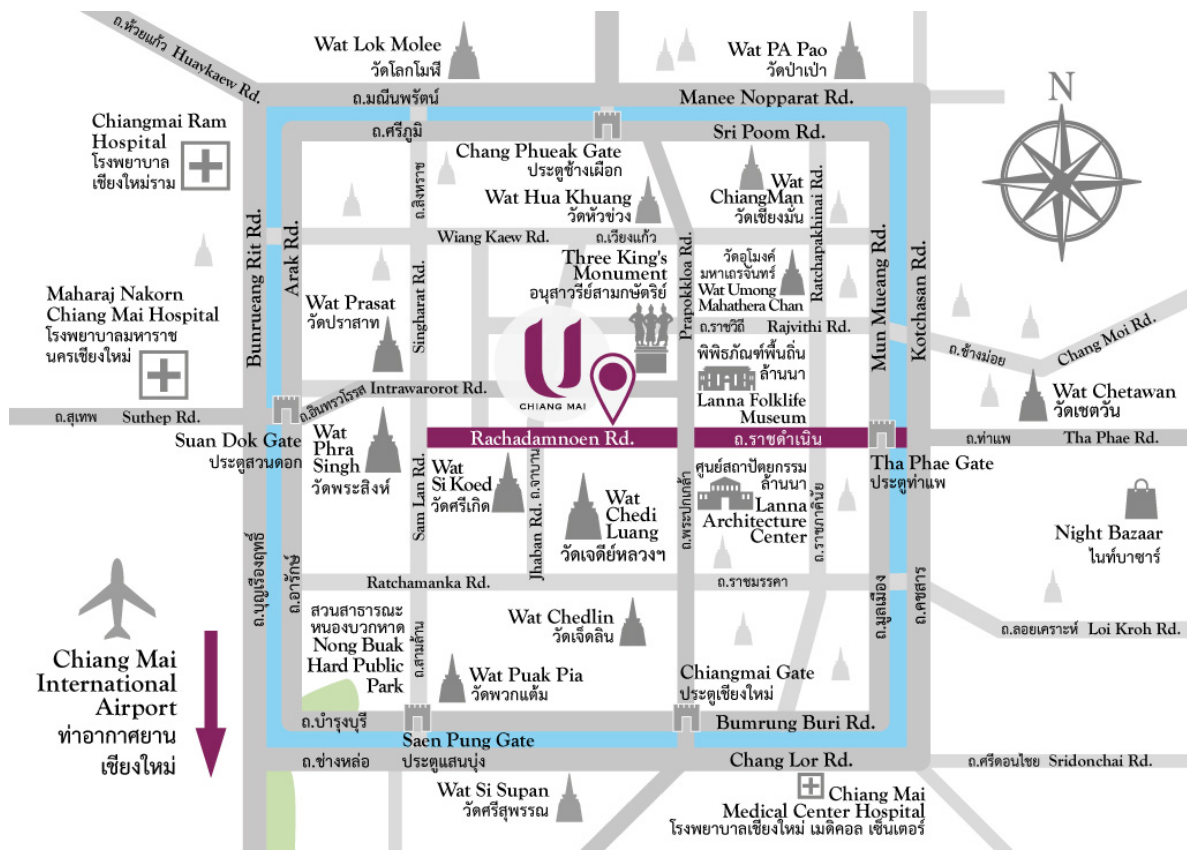 ถ.ห้วยแก้ว Huaykaew Rd.
Wat Lok Molee
วัดโลกโมฬี
Wat PA Pao
วัดป่าเป้า
N
ถ.มณีนพรัตน์
Manee Nopparat Rd.
Chiangmai Ram
Hospital
โรงพยาบาล
เชียงใหม่ราม
ถ.ศรีภูมิ
Sri Poom Rd.
Chang Phueak Gate
ประตูช้างเผือก
ถ.สิงหราช
Wat Hua Khuang
วัดหัวข่วง
Wat
ChiangMan
วัดเชียงมั่น
Ratchapakhinai Rd.
Wiang Kaew Rd.
ถ.เวียงแก้ว
Bunrueang Rit Rd.
Arak Rd.
Singharat Rd.
Prapokkloa Rd.
Mun Mueang Rd.
Kotchasan Rd.
Three King's
Monument
อนุสาวรีย์สามกษัตริย์
วัดอุโมงค์
มหาเถรจันทร์
Wat Umong
Mahathera Chan
Maharaj Nakorn
Chiang Mai Hospital
โรงพยาบาลมหาราช
นครเชียงใหม่
Wat Prasat
วัดปราสาท
ถ.ราชวิถี
Rajvithi Rd.
ถ.ช้างม่อย
Chang Moi Rd.
U
CHIANG MAI
พิพิธภัณฑ์พื้นถิ่น
ล้านนา
Lanna Folklife
Museum
ถ.อินทรวโรรส Intrawarorot Rd.
Wat Chetawan
วัดเชตวัน
ถ.สุเทพ
Suthep Rd.
Suan Dok Gate
ประตูสวนดอก
Rachadamnoen Rd.
ถ.ราชดำเนิน
ถ.ท่าแพ
Tha Phae Rd.
Tha Phae Gate
ประตูท่าแพ
Wat
Phra
Singh
วัดพระสิงห์
Sam Lan Rd.
Wat
Si Koed
วัดศรีเกิด
ถ.จาบาน
Jhaban Rd.
Wat
Chedi
Luang
วัดเจดีย์หลวงฯ
ถ.พระปกเกล้า
ศูนย์สถาปัตยกรรม
ล้านนา
Lanna
Architecture
Center
ถ.ราชภาคินัย
Night Bazaar
ไนท์บาซาร์
ถ.บุญเรืองฤทธิ์
ถ.อารักษ์
Ratchamanka Rd.
ถ.ราชมรรคา
ถ.มูลเมือง
ถ.คชสาร
สวนสาธารณะ
หนองบวกหาด
Nong Buak
Hard Public
Park
ถ.สามล้าน
Wat Chedlin
วัดเจ็ดลิน
ถ.ลอยเคราะห์
Loi Kroh Rd.
Chiang Mai
International
Airport
ท่าอากาศยาน
เชียงใหม่
Wat Puak Pia
วัดพวกแต้ม
Chiangmai Gate
ประตูเชียงใหม่
ถ.บำรุงบุรี
Bumrung Buri Rd.
Saen Pung Gate
ประตูแสนบุ่ง
ถ.ช่างหล่อ
Chang Lor Rd.
ถ.ศรีดอนไชย
Sridonchai Rd.
Wat Si Supan
วัดศรีสุพรรณ
Chiang Mai
Medical Center Hospital
โรงพยาบาลเชียงใหม่ เมดิคอล เซ็นเตอร์